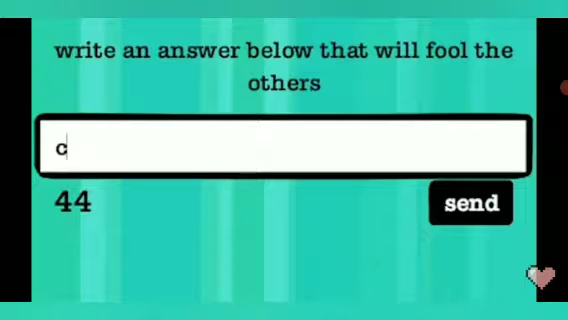 write an answer below that will fool the
others
c
44
send